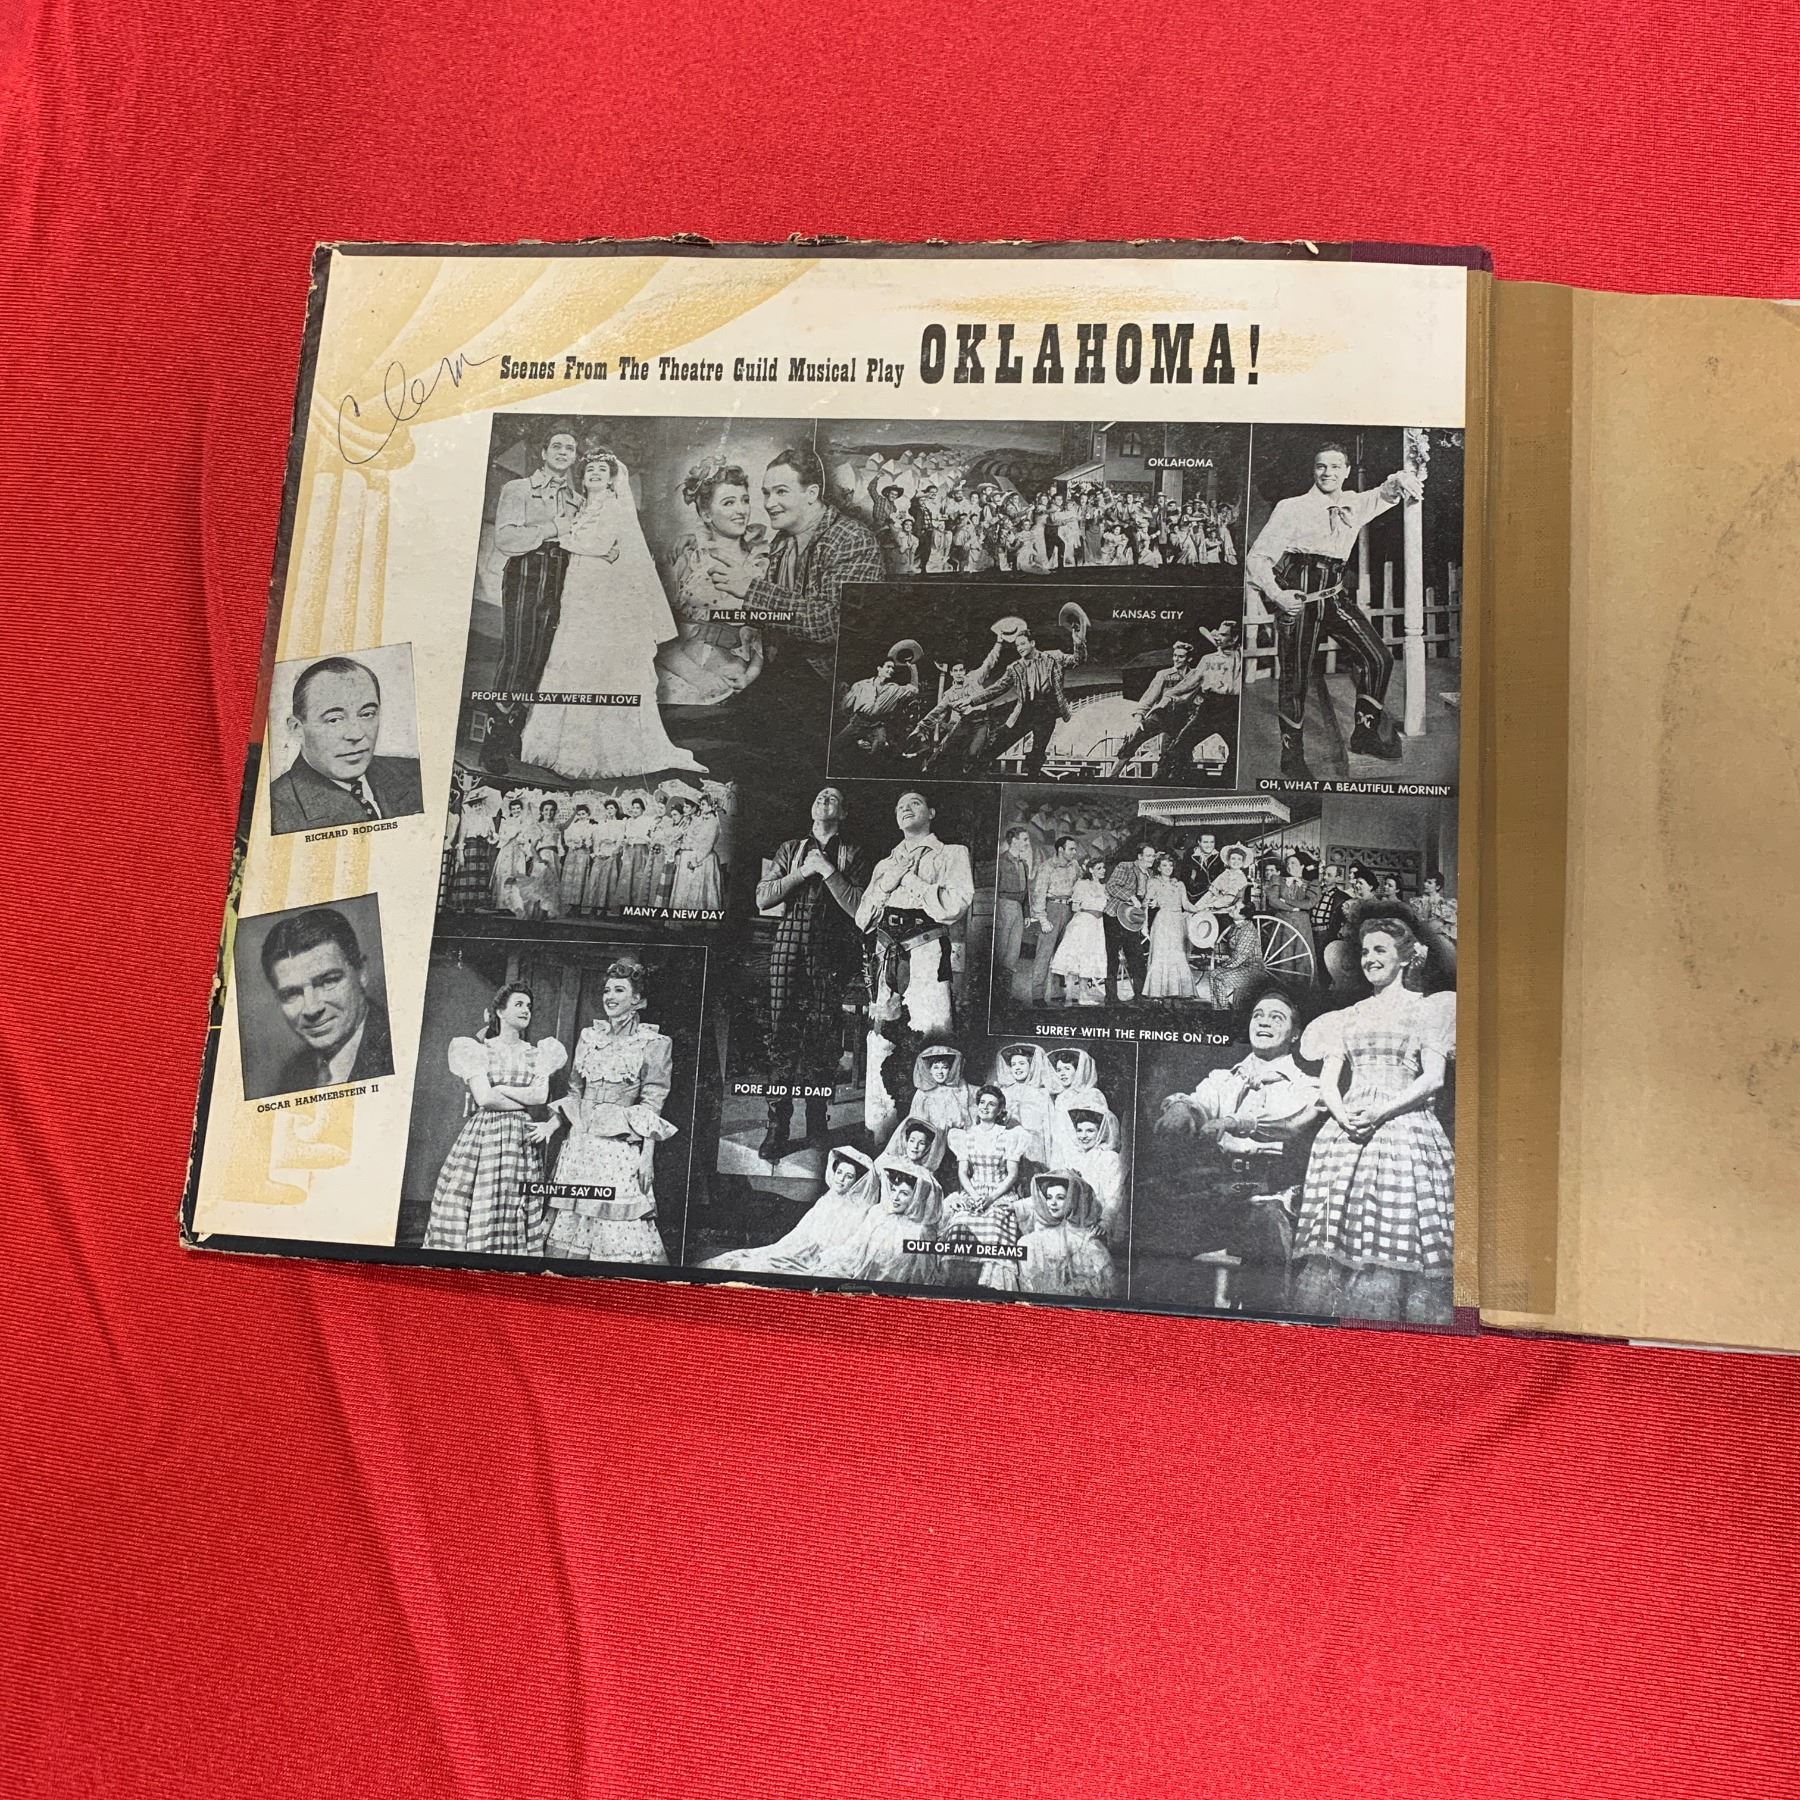 Clem
Scenes From The Theatre Guild Musical Play OKLAHOMA!
OKLAHOMA
ALL ER NOTHIN'
KANSAS CITY
PEOPLE WILL SAY WE'RE IN LOVE
OH, WHAT A BEAUTIFUL MORNIN'
RICHARD RODGERS
MANY A NEW DAY
SURREY WITH THE FRINGE ON TOP
PORE JUD IS DAID
OSCAR HAMMERSTEIN II
I CAIN'T SAY NO
OUT OF MY DREAMS